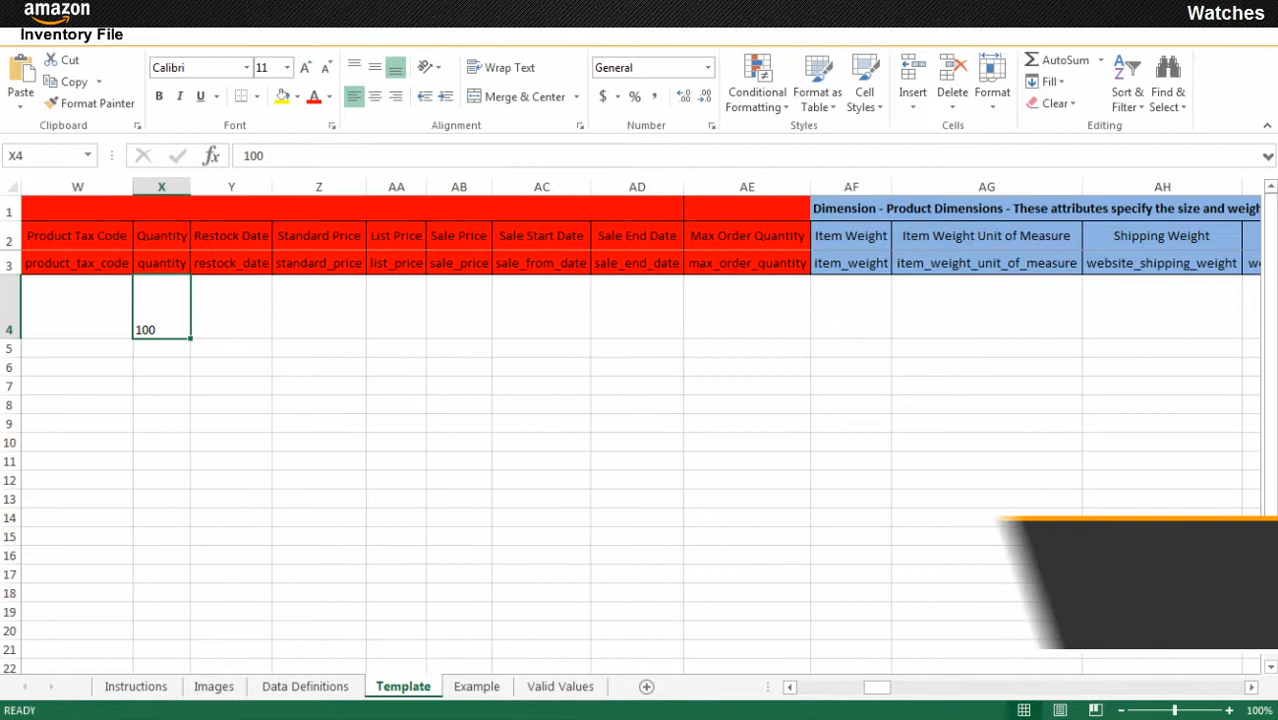 amazon
Watches
Inventory File
Cut
Calibri
11
Wrap Text
General
AutoSum
Copy
Fill
Paste
Format Painter
B I U
A
Merge & Center
$ % ,
Conditional
Formatting
Format as
Table
Cell
Styles
Insert
Delete
Format
Clear
Sort &
Filter
Find &
Select
Clipboard
Font
Alignment
Number
Styles
Cells
Editing
X4
fx
100
W X Y Z AA AB AC AD AE AF AG AH
1 Dimension - Product Dimensions - These attributes specify the size and weigh
2 Product Tax Code Quantity Restock Date Standard Price List Price Sale Price Sale Start Date Sale End Date Max Order Quantity Item Weight Item Weight Unit of Measure Shipping Weight
3 product_tax_code quantity restock_date standard_price list_price sale_price sale_from_date sale_end_date max_order_quantity item_weight item_weight_unit_of_measure website_shipping_weight we
4 100
5
6
7
8
9
10
11
12
13
14
15
16
17
18
19
20
21
22
Instructions Images Data Definitions Template Example Valid Values
READY
100%